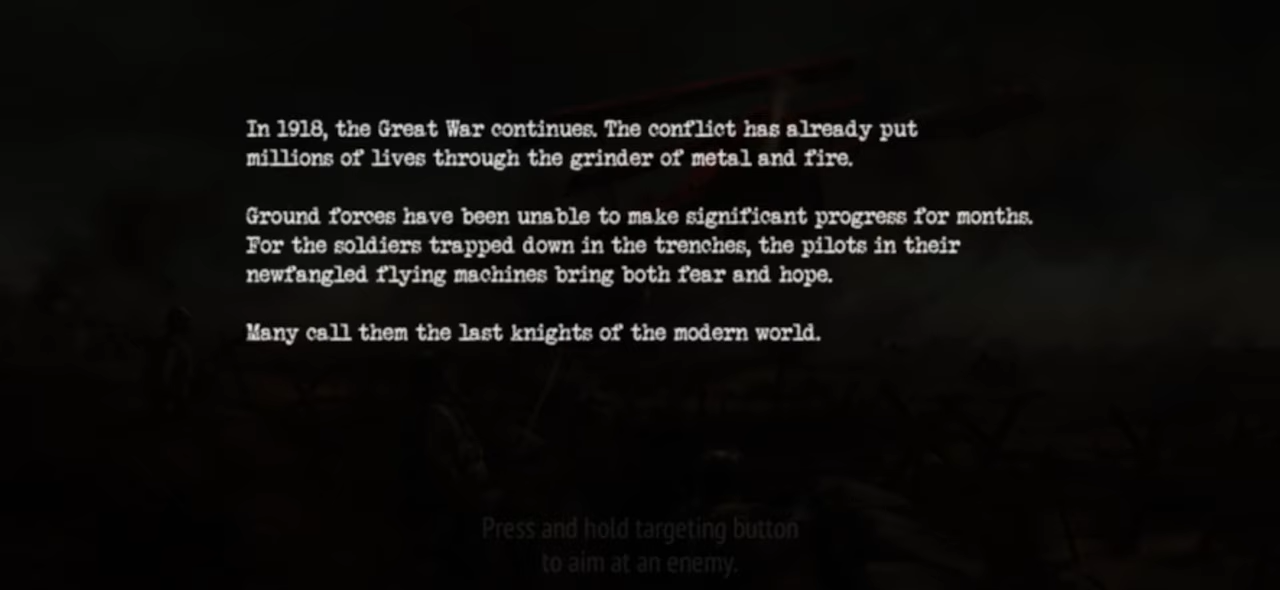 In 1918, the Great War continues. The conflict has already put
millions of lives through the grinder of metal and fire.
Ground forces have been unable to make significant progress for months.
For the soldiers trapped down in the trenches, the pilots in their
newfangled flying machines bring both fear and hope.
Many call them the last knights of the modern world.
Press and hold targeting button
to aim at an enemy.